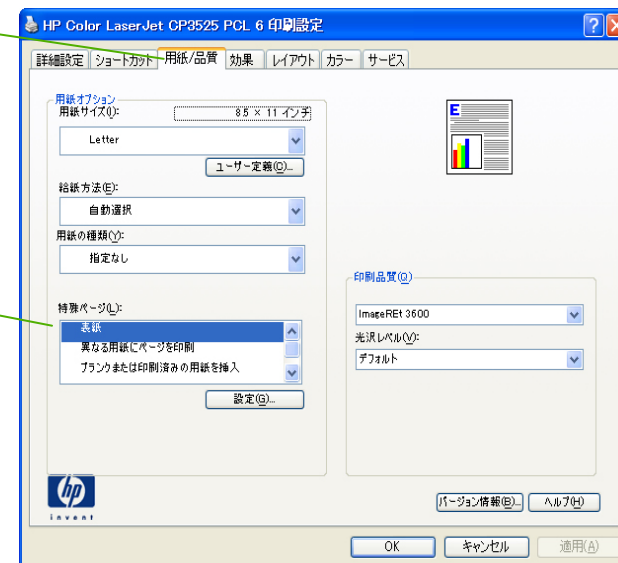 HP Color LaserJet CP3525 PCL 6 印刷設定
詳細設定 ショートカット 用紙/品質 効果 レイアウト カラー サービス
用紙オプション
用紙サイズ(I): 8.5 × 11 インチ
Letter
ユーザー定義(O)...
給紙方法(E):
自動選択
用紙の種類(Y):
指定なし
特殊ページ(L):
表紙
異なる用紙にページを印刷
ブランクまたは印刷済みの用紙を挿入
設定(G)...
E
印刷品質(Q)
ImageREt 3600
光沢レベル(V):
デフォルト
hp
invent
バージョン情報(B)... ヘルプ(H)
OK キャンセル 適用(A)